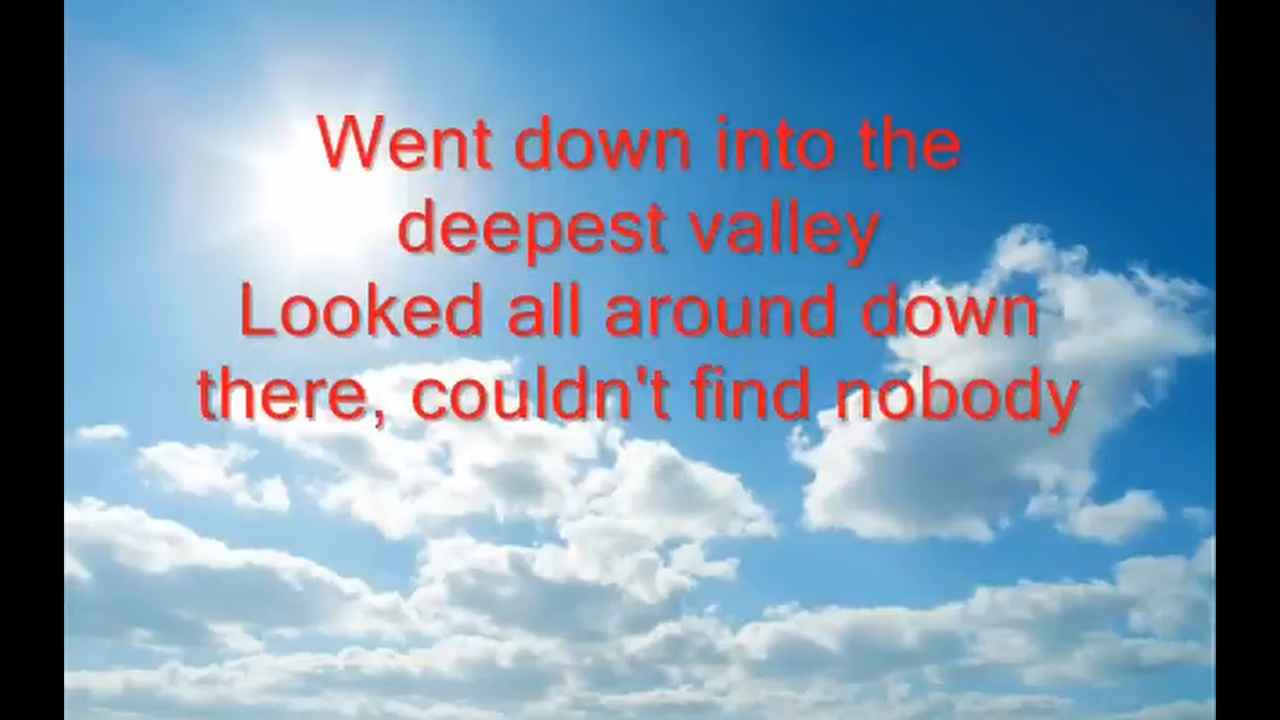 Went down into the
deepest valley
Looked all around down
there, couldn't find nobody